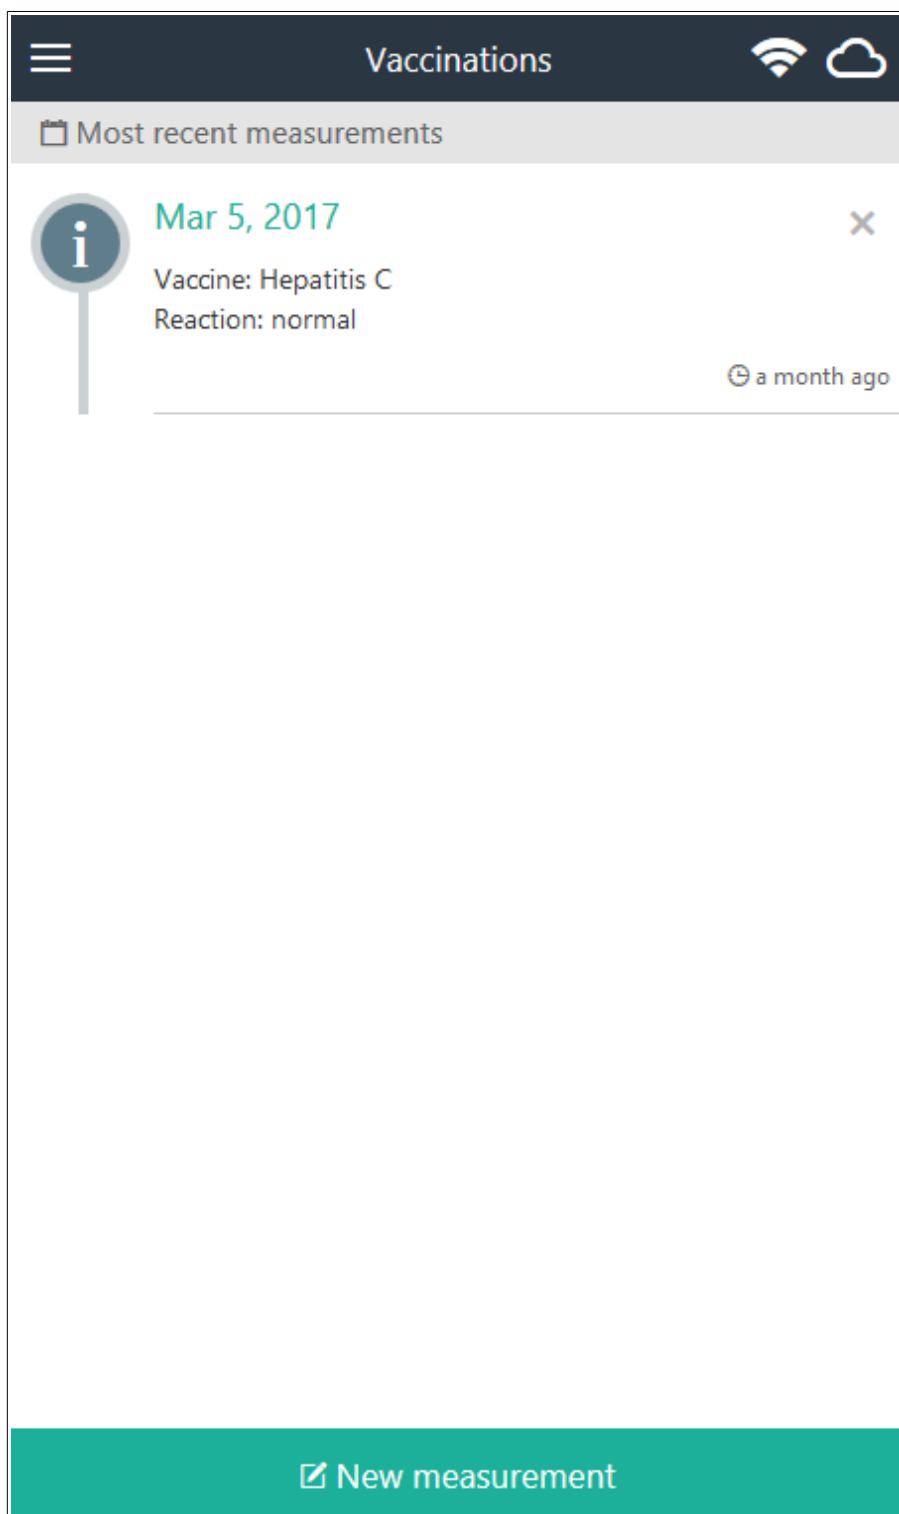 Vaccinations
Most recent measurements
i
Mar 5, 2017
Vaccine: Hepatitis C
Reaction: normal
a month ago
New measurement